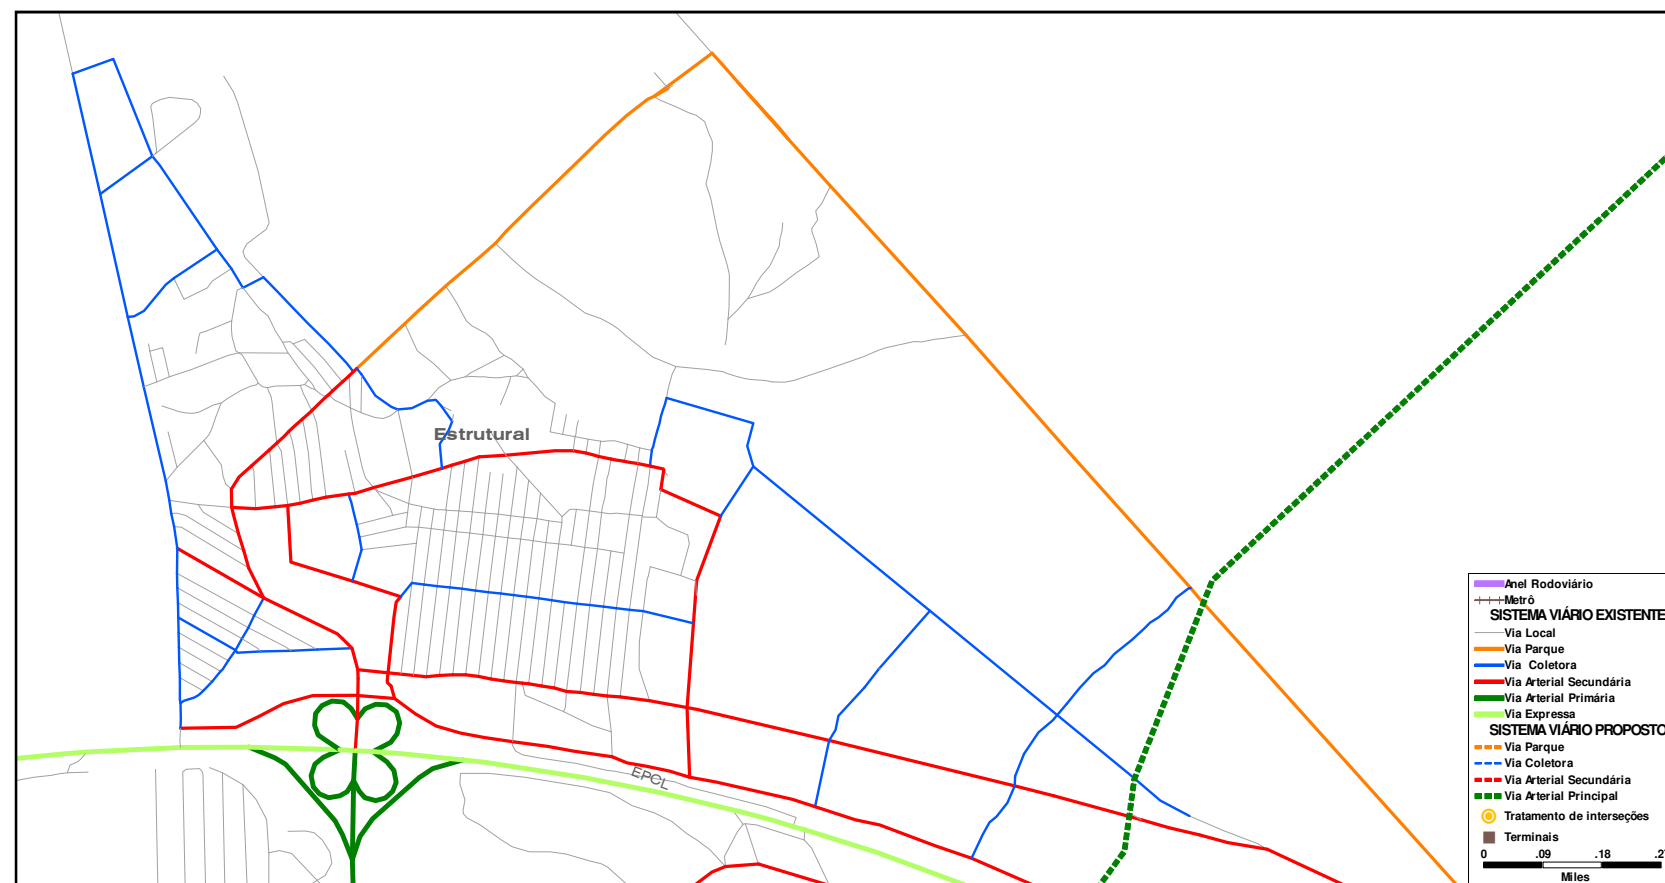 Estrutural
EPCL
Anel Rodoviário
Metrô
SISTEMA VIÁRIO EXISTENTE
Via Local
Via Parque
Via Coletora
Via Arterial Secundária
Via Arterial Primária
Via Expressa
SISTEMA VIÁRIO PROPOSTO
Via Parque
Via Coletora
Via Arterial Secundária
Via Arterial Principal
Tratamento de interseções
Terminais
0 .09 .18 .2
Miles